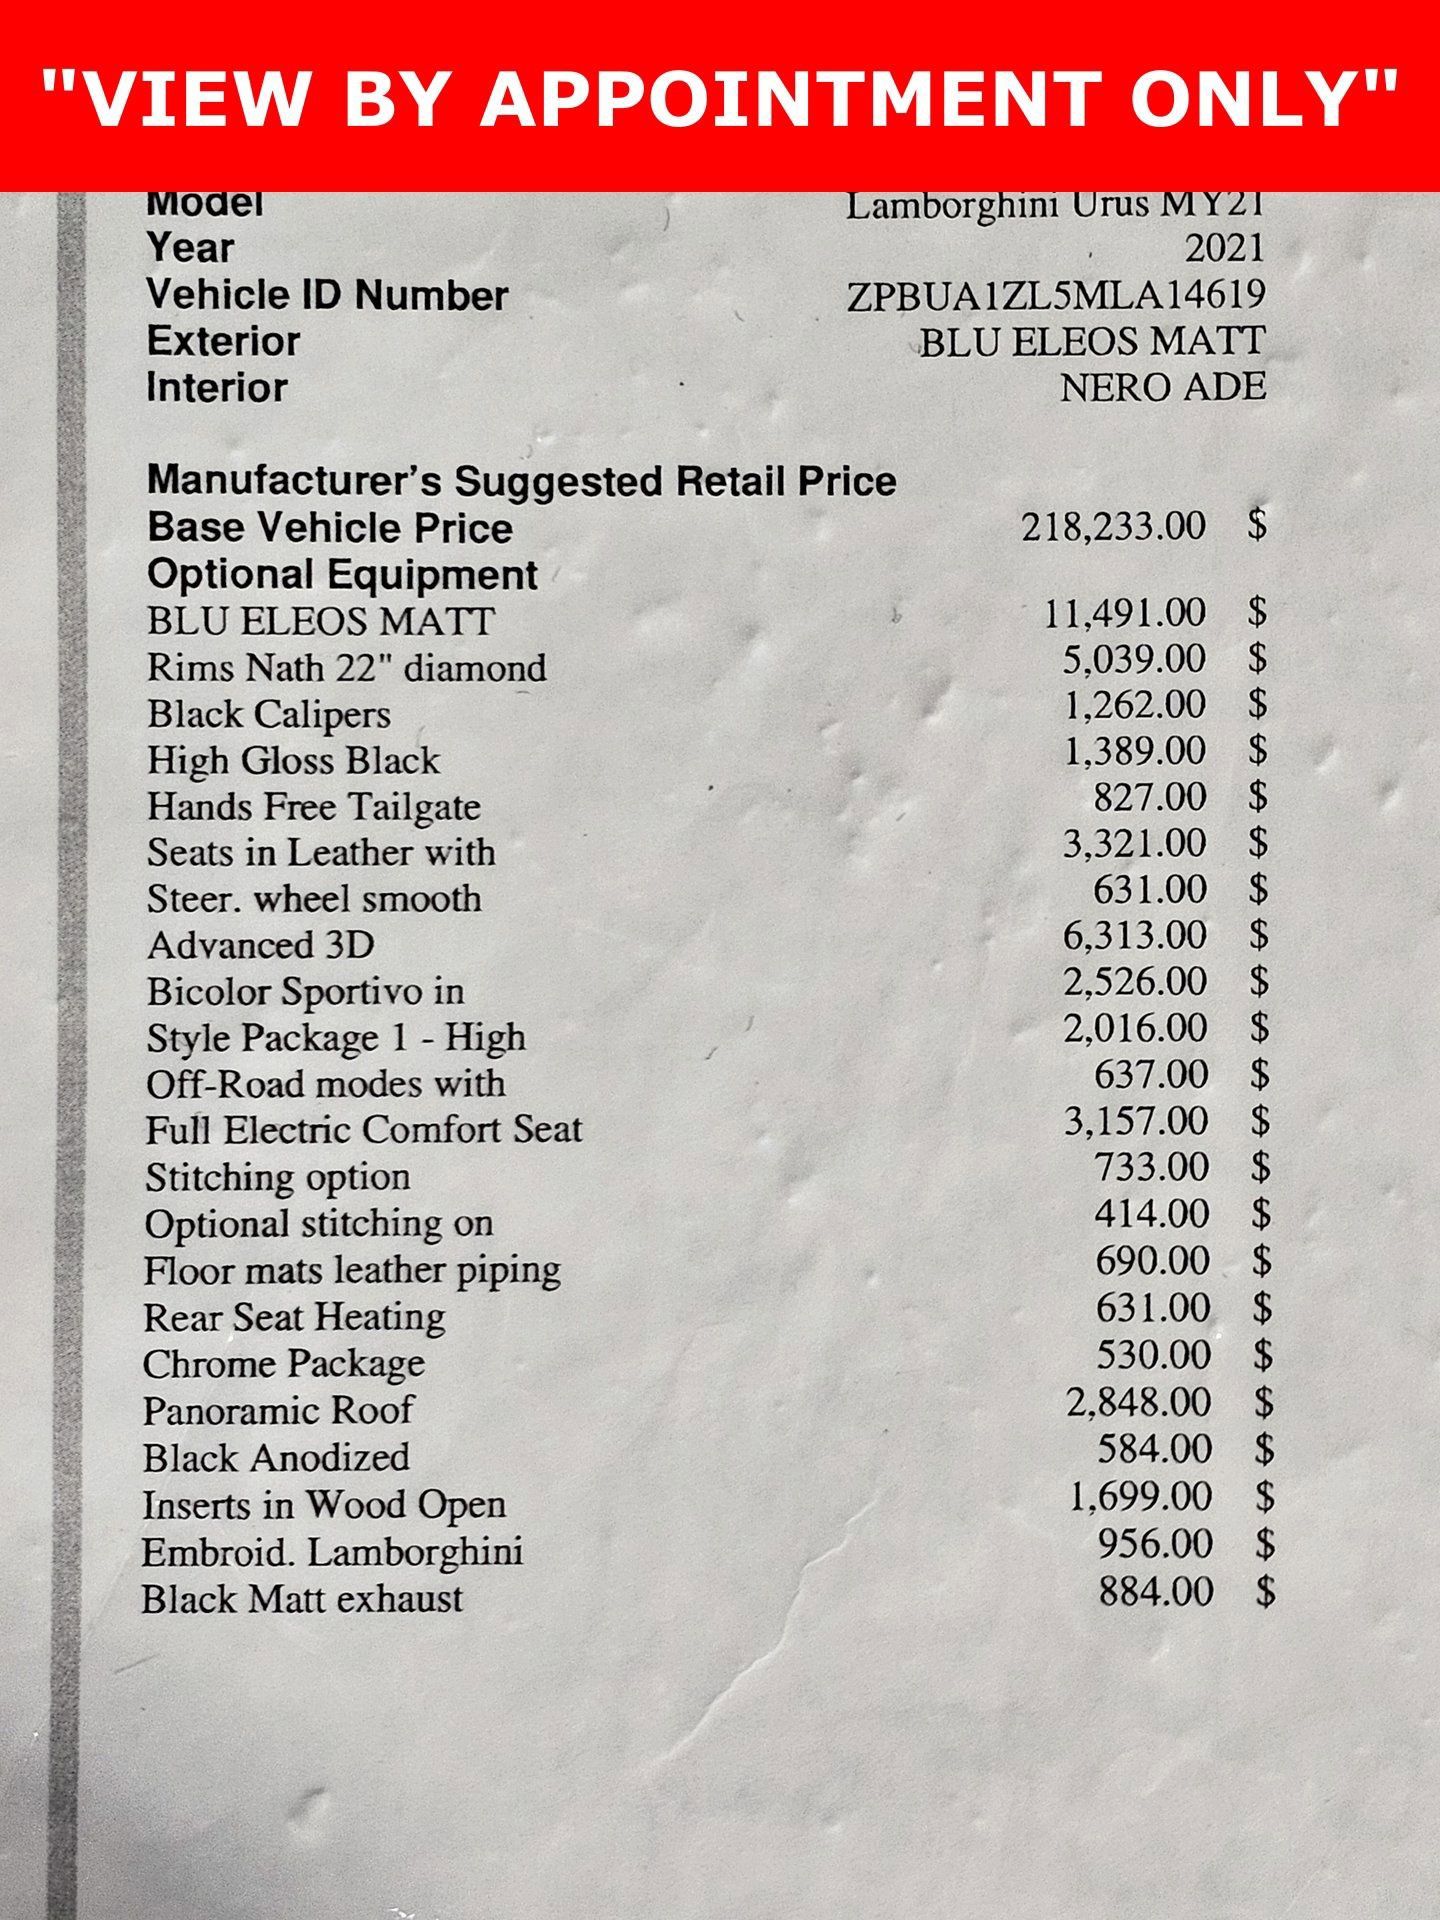 "VIEW BY APPOINTMENT ONLY"
Model Lamborghini Urus MY21
Year 2021
Vehicle ID Number ZPBUA1ZL5MLA14619
Exterior BLU ELEOS MATT
Interior NERO ADE
Manufacturer's Suggested Retail Price
Base Vehicle Price 218,233.00 $
Optional Equipment
BLU ELEOS MATT 11,491.00 $
Rims Nath 22" diamond 5,039.00 $
Black Calipers 1,262.00 $
High Gloss Black 1,389.00 $
Hands Free Tailgate 827.00 $
Seats in Leather with 3,321.00 $
Steer. wheel smooth 631.00 $
Advanced 3D 6,313.00 $
Bicolor Sportivo in 2,526.00 $
Style Package 1 - High 2,016.00 $
Off-Road modes with 637.00 $
Full Electric Comfort Seat 3,157.00 $
Stitching option 733.00 $
Optional stitching on 414.00 $
Floor mats leather piping 690.00 $
Rear Seat Heating 631.00 $
Chrome Package 530.00 $
Panoramic Roof 2,848.00 $
Black Anodized 584.00 $
Inserts in Wood Open 1,699.00 $
Embroid. Lamborghini 956.00 $
Black Matt exhaust 884.00 $